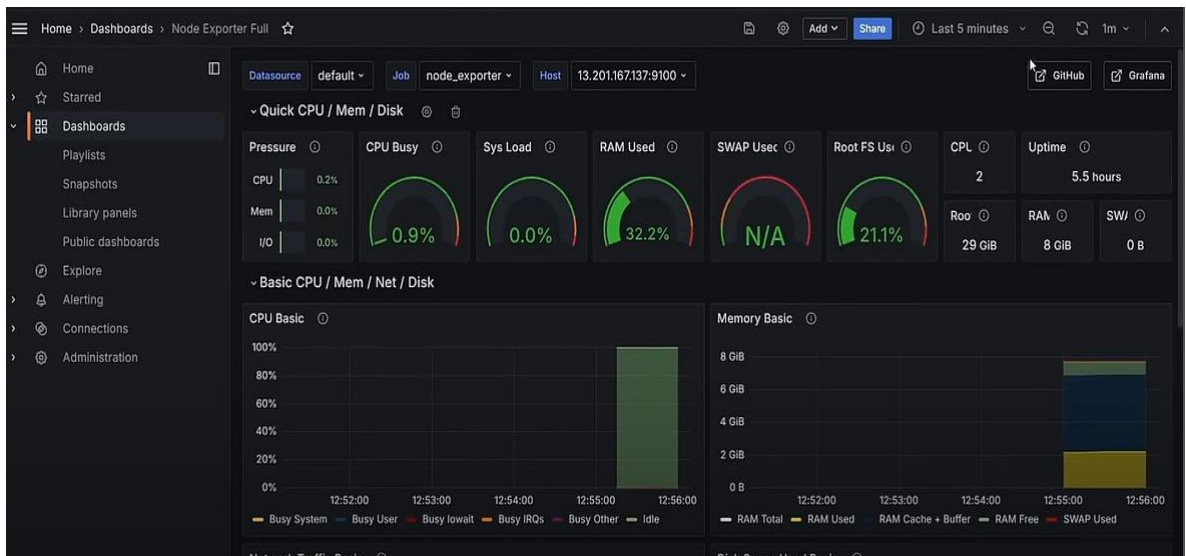 Home › Dashboards › Node Exporter Full
Add
Share
Last 5 minutes
1m
Home
Starred
Dashboards
Playlists
Snapshots
Library panels
Public dashboards
Explore
Alerting
Connections
Administration
Datasource default Job node_exporter Host 13.201.167.137:9100
GitHub
Grafana
Quick CPU / Mem / Disk
Pressure
CPU 0.2%
Mem 0.0%
I/O 0.0%
CPU Busy
0.9%
Sys Load
0.0%
RAM Used
32.2%
SWAP Usec
N/A
Root FS Us
21.1%
CPL
2
Uptime
5.5 hours
Roo
29 GiB
RAN
8 GiB
SW
0 B
Basic CPU / Mem / Net / Disk
CPU Basic
100%
80%
60%
40%
20%
0%
12:52:00 12:53:00 12:54:00 12:55:00 12:56:00
Busy System Busy User Busy Iowait Busy IRQs Busy Other Idle
Memory Basic
8 GiB
6 GiB
4 GiB
2 GiB
0 B
12:52:00 12:53:00 12:54:00 12:55:00 12:56:00
RAM Total RAM Used RAM Cache + Buffer RAM Free SWAP Used